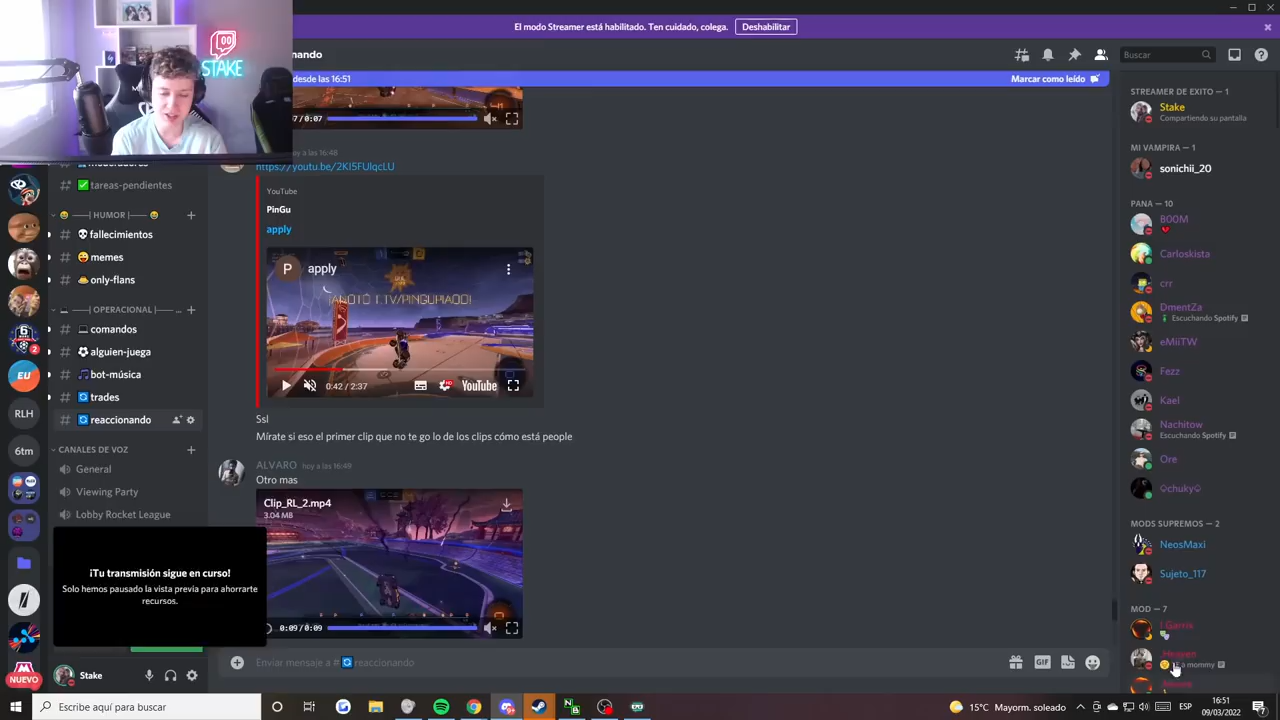 El modo Streamer está habilitado. Ten cuidado, colega.
Deshabilitar
STAKE
nando
Buscar
desde las 16:51
Marcar como leído
0:07
hoy a las 16:48
https://youtu.be/2KI5FUlqcLU
YouTube
PinGu
apply
P apply
0:42 / 2:37
YouTube
Ssl
Mírate si eso el primer clip que no te go lo de los clips cómo está people
ALVARO hoy a las 16:49
Otro mas
Clip_RL_2.mp4
3.04 MB
0:09/0:09
Enviar mensaje a # reaccionando
GIF
moderadores
tareas-pendientes
——| HUMOR |——
fallecimientos
memes
only-flans
| OPERACIONAL |—— ...
comandos
alguien-juega
bot-música
trades
reaccionando
CANALES DE VOZ
General
Viewing Party
Lobby Rocket League
¡Tu transmisión sigue en curso!
Solo hemos pausado la vista previa para ahorrarte
recursos.
Stake
2
EU
RLH
6tm
NUEVO
STREAMER DE EXITO — 1
Stake
Compartiendo su pantalla
MI VAMPIRA — 1
sonichii_20
PANA — 10
800M
Carloskista
crr
DmentZa
Escuchando Spotify
eMiiTW
Fezz
Kael
Nachitow
Escuchando Spotify
Ore
chuky
MODS SUPREMOS — 2
NeosMaxi
Sujeto_117
MOD — 7
mommy
Escribe aquí para buscar
15°C Mayorm. soleado
ESP
16:51
09/03/2022